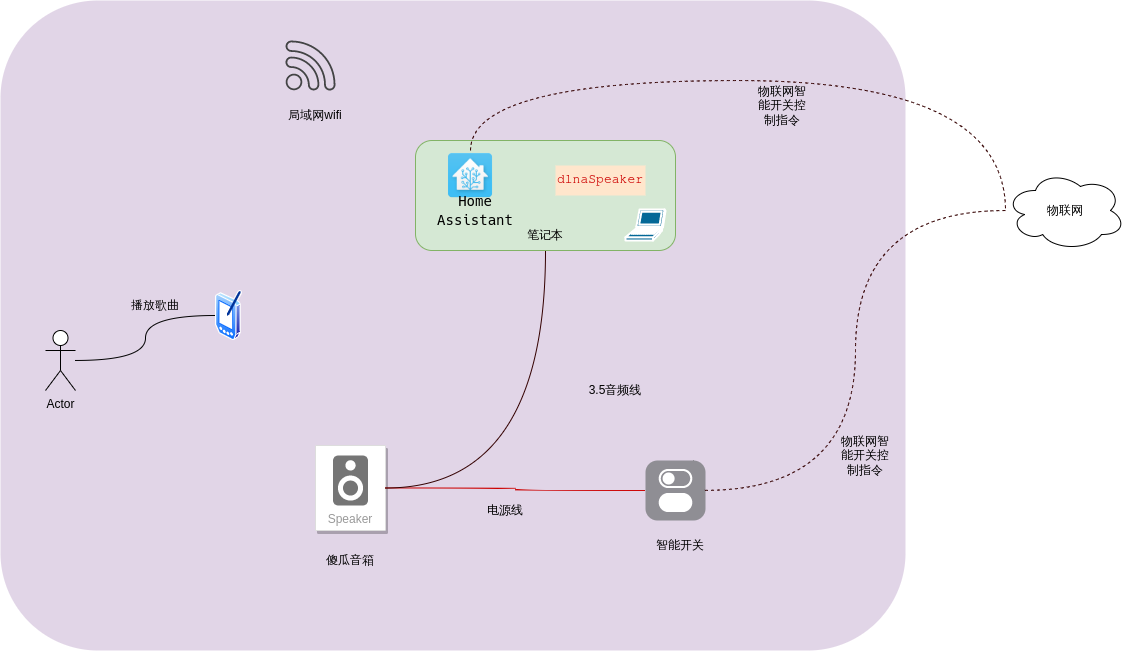 局域网wifi
物联网智
能开关控
制指令
dlnaSpeaker
Home
Assistant
笔记本
物联网
播放歌曲
Actor
3.5音频线
物联网智
能开关控
制指令
Speaker
电源线
智能开关
傻瓜音箱